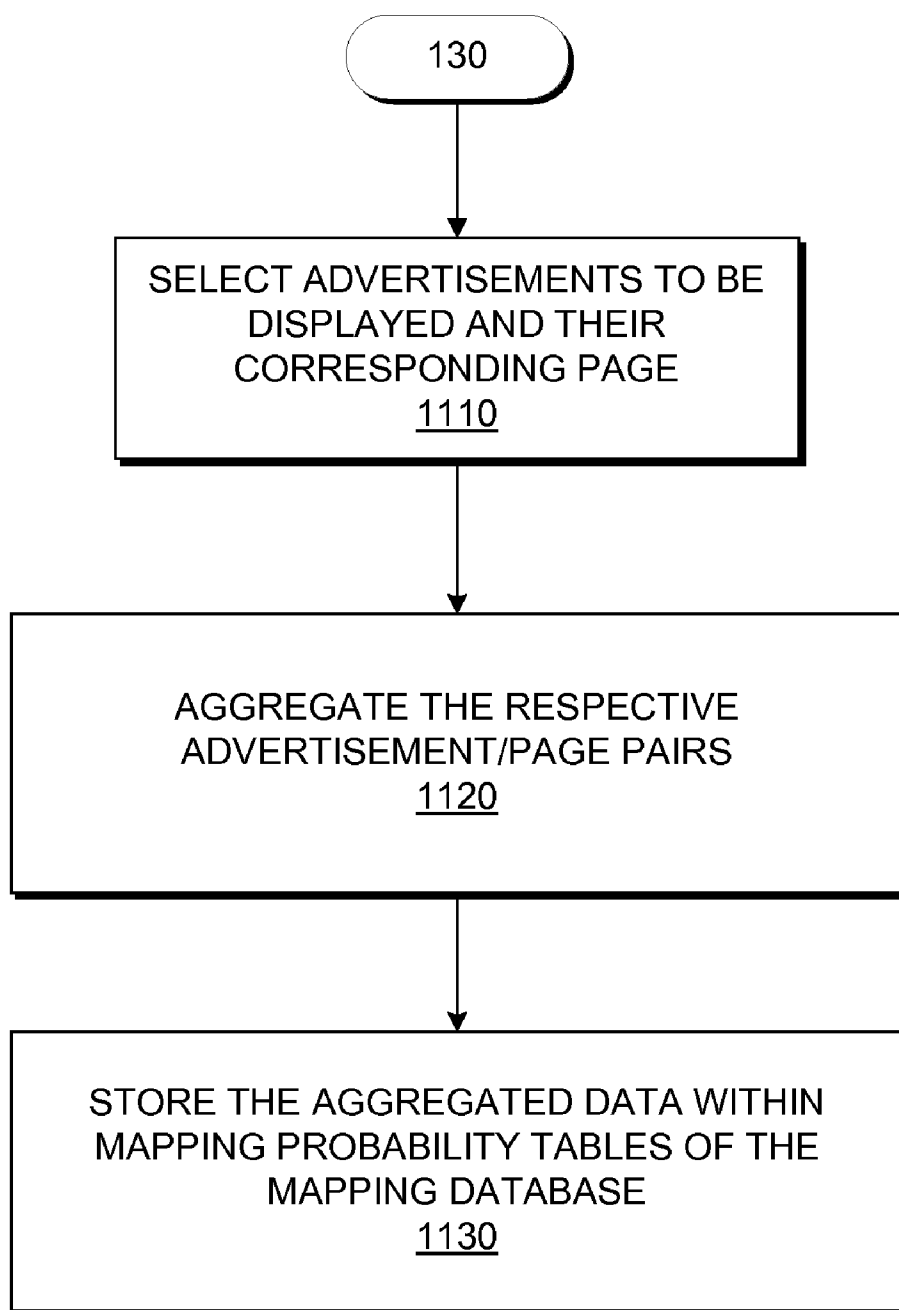 130
SELECT ADVERTISEMENTS TO BE
DISPLAYED AND THEIR
CORRESPONDING PAGE
1110
AGGREGATE THE RESPECTIVE
ADVERTISEMENT/PAGE PAIRS
1120
STORE THE AGGREGATED DATA WITHIN
MAPPING PROBABILITY TABLES OF THE
MAPPING DATABASE
1130